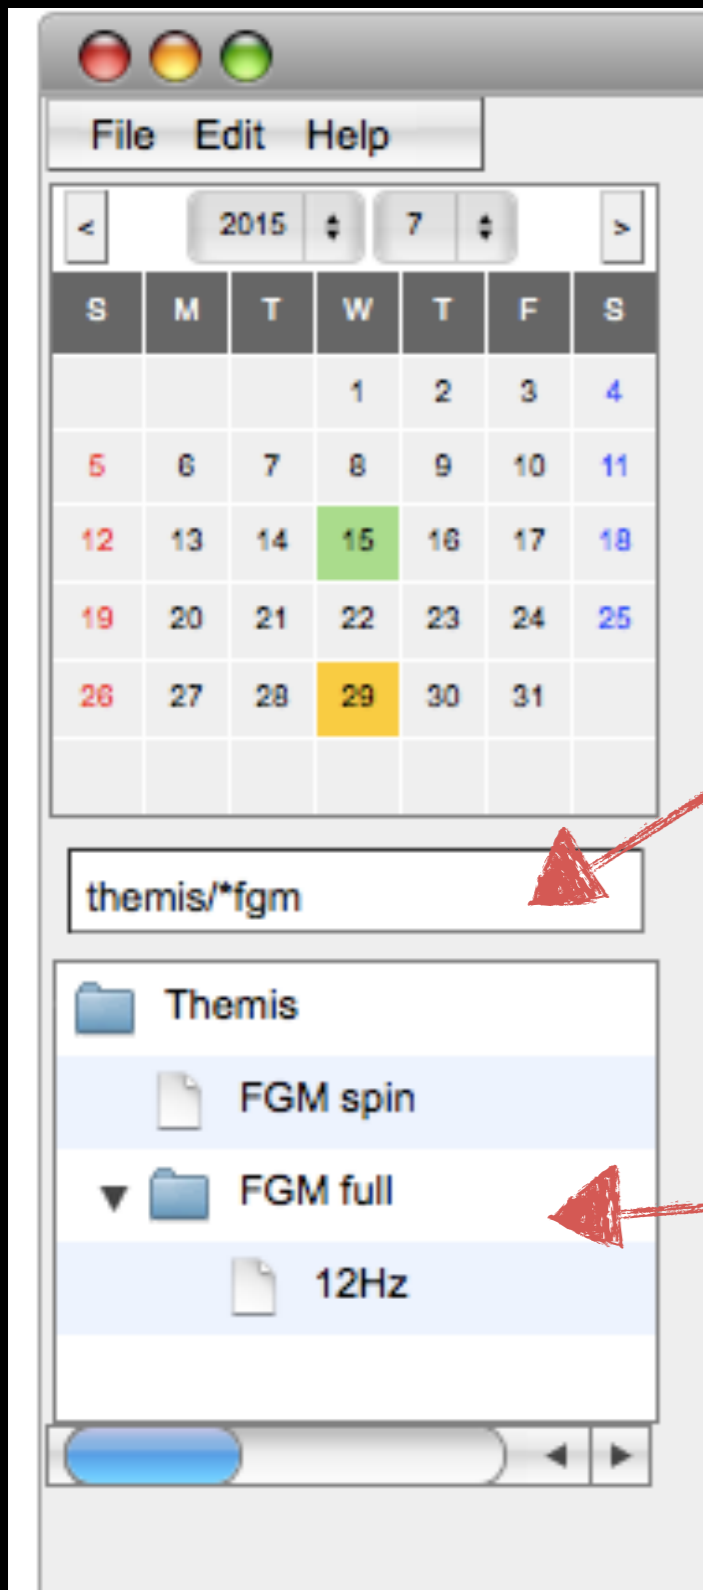 File Edit Help
< 2015 7 >
S M T W T F S
1 2 3 4
5 6 7 8 9 10 11
12 13 14 15 16 17 18
19 20 21 22 23 24 25
26 27 28 29 30 31
themis/*fgm
Themis
FGM spin
FGM full
12Hz